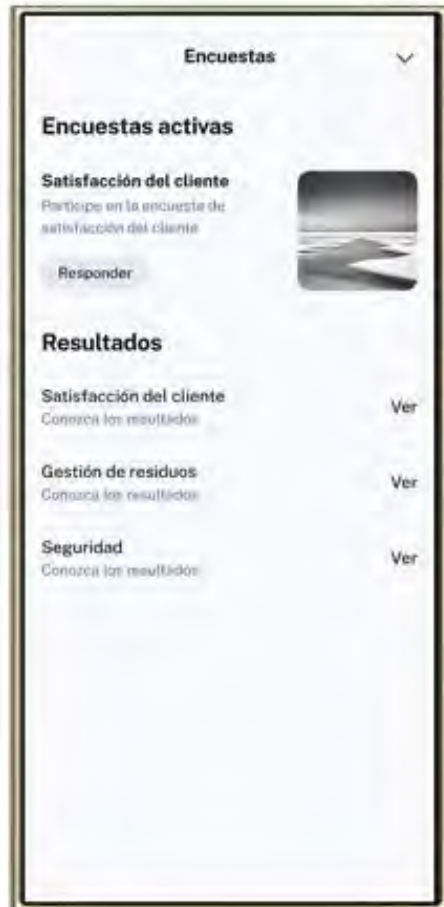 Encuestas
Encuestas activas
Satisfacción del cliente
Participe en la encuesta de
satisfacción del cliente
Responder
Resultados
Satisfacción del cliente
Conozca los resultados
Ver
Gestión de residuos
Conozca los resultados
Ver
Seguridad
Conozca los resultados
Ver